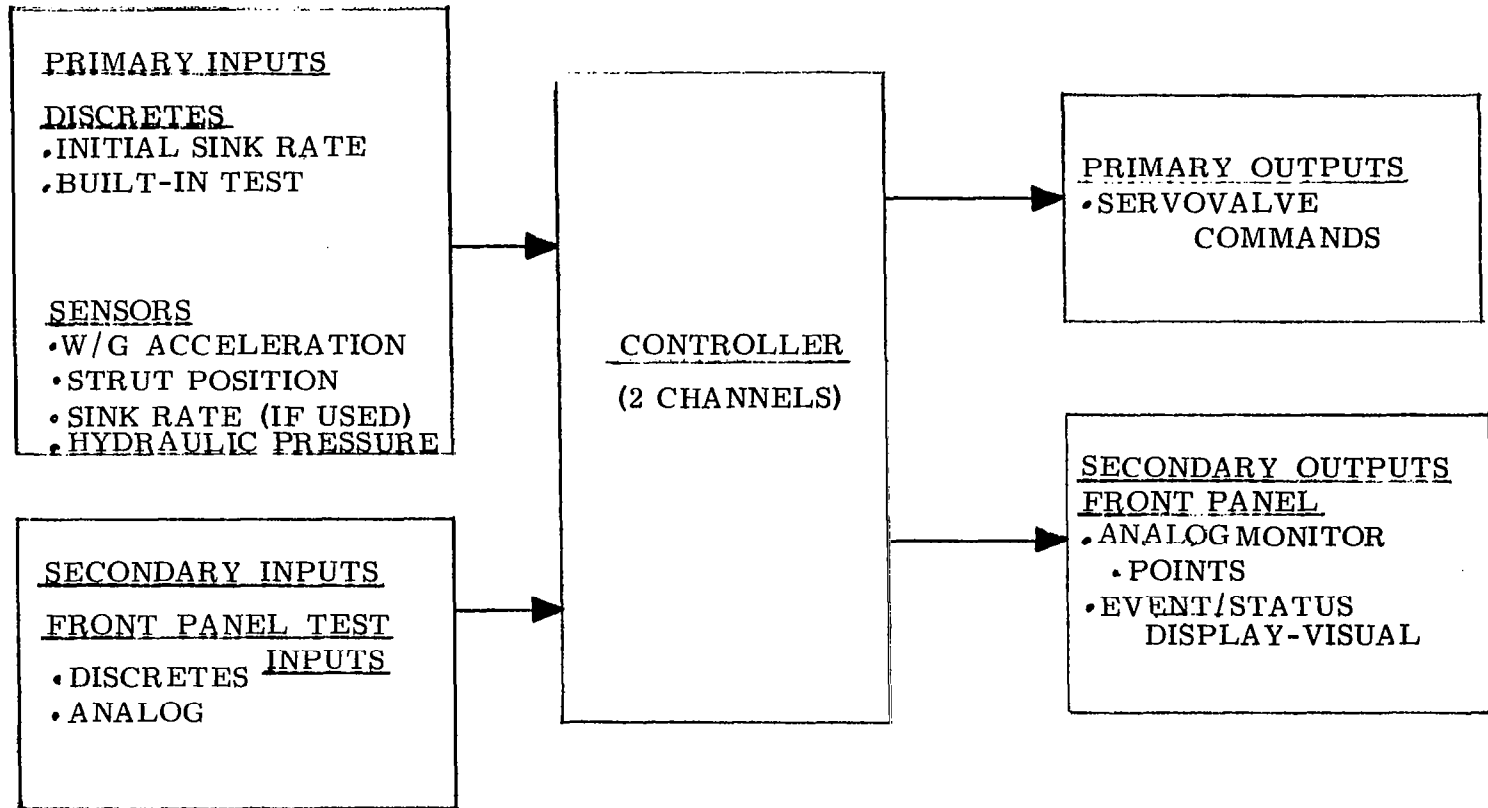 PRIMARY INPUTS
DISCRETES
•INITIAL SINK RATE
•BUILT-IN TEST
SENSORS
•W/G ACCELERATION
•STRUT POSITION
•SINK RATE (IF USED)
•HYDRAULIC PRESSURE
SECONDARY INPUTS
FRONT PANEL TEST
INPUTS
•DISCRETES
•ANALOG
CONTROLLER
(2 CHANNELS)
PRIMARY OUTPUTS
•SERVOVALVE
COMMANDS
SECONDARY OUTPUTS
FRONT PANEL
•ANALOG MONITOR
•POINTS
•EVENT/STATUS
DISPLAY-VISUAL